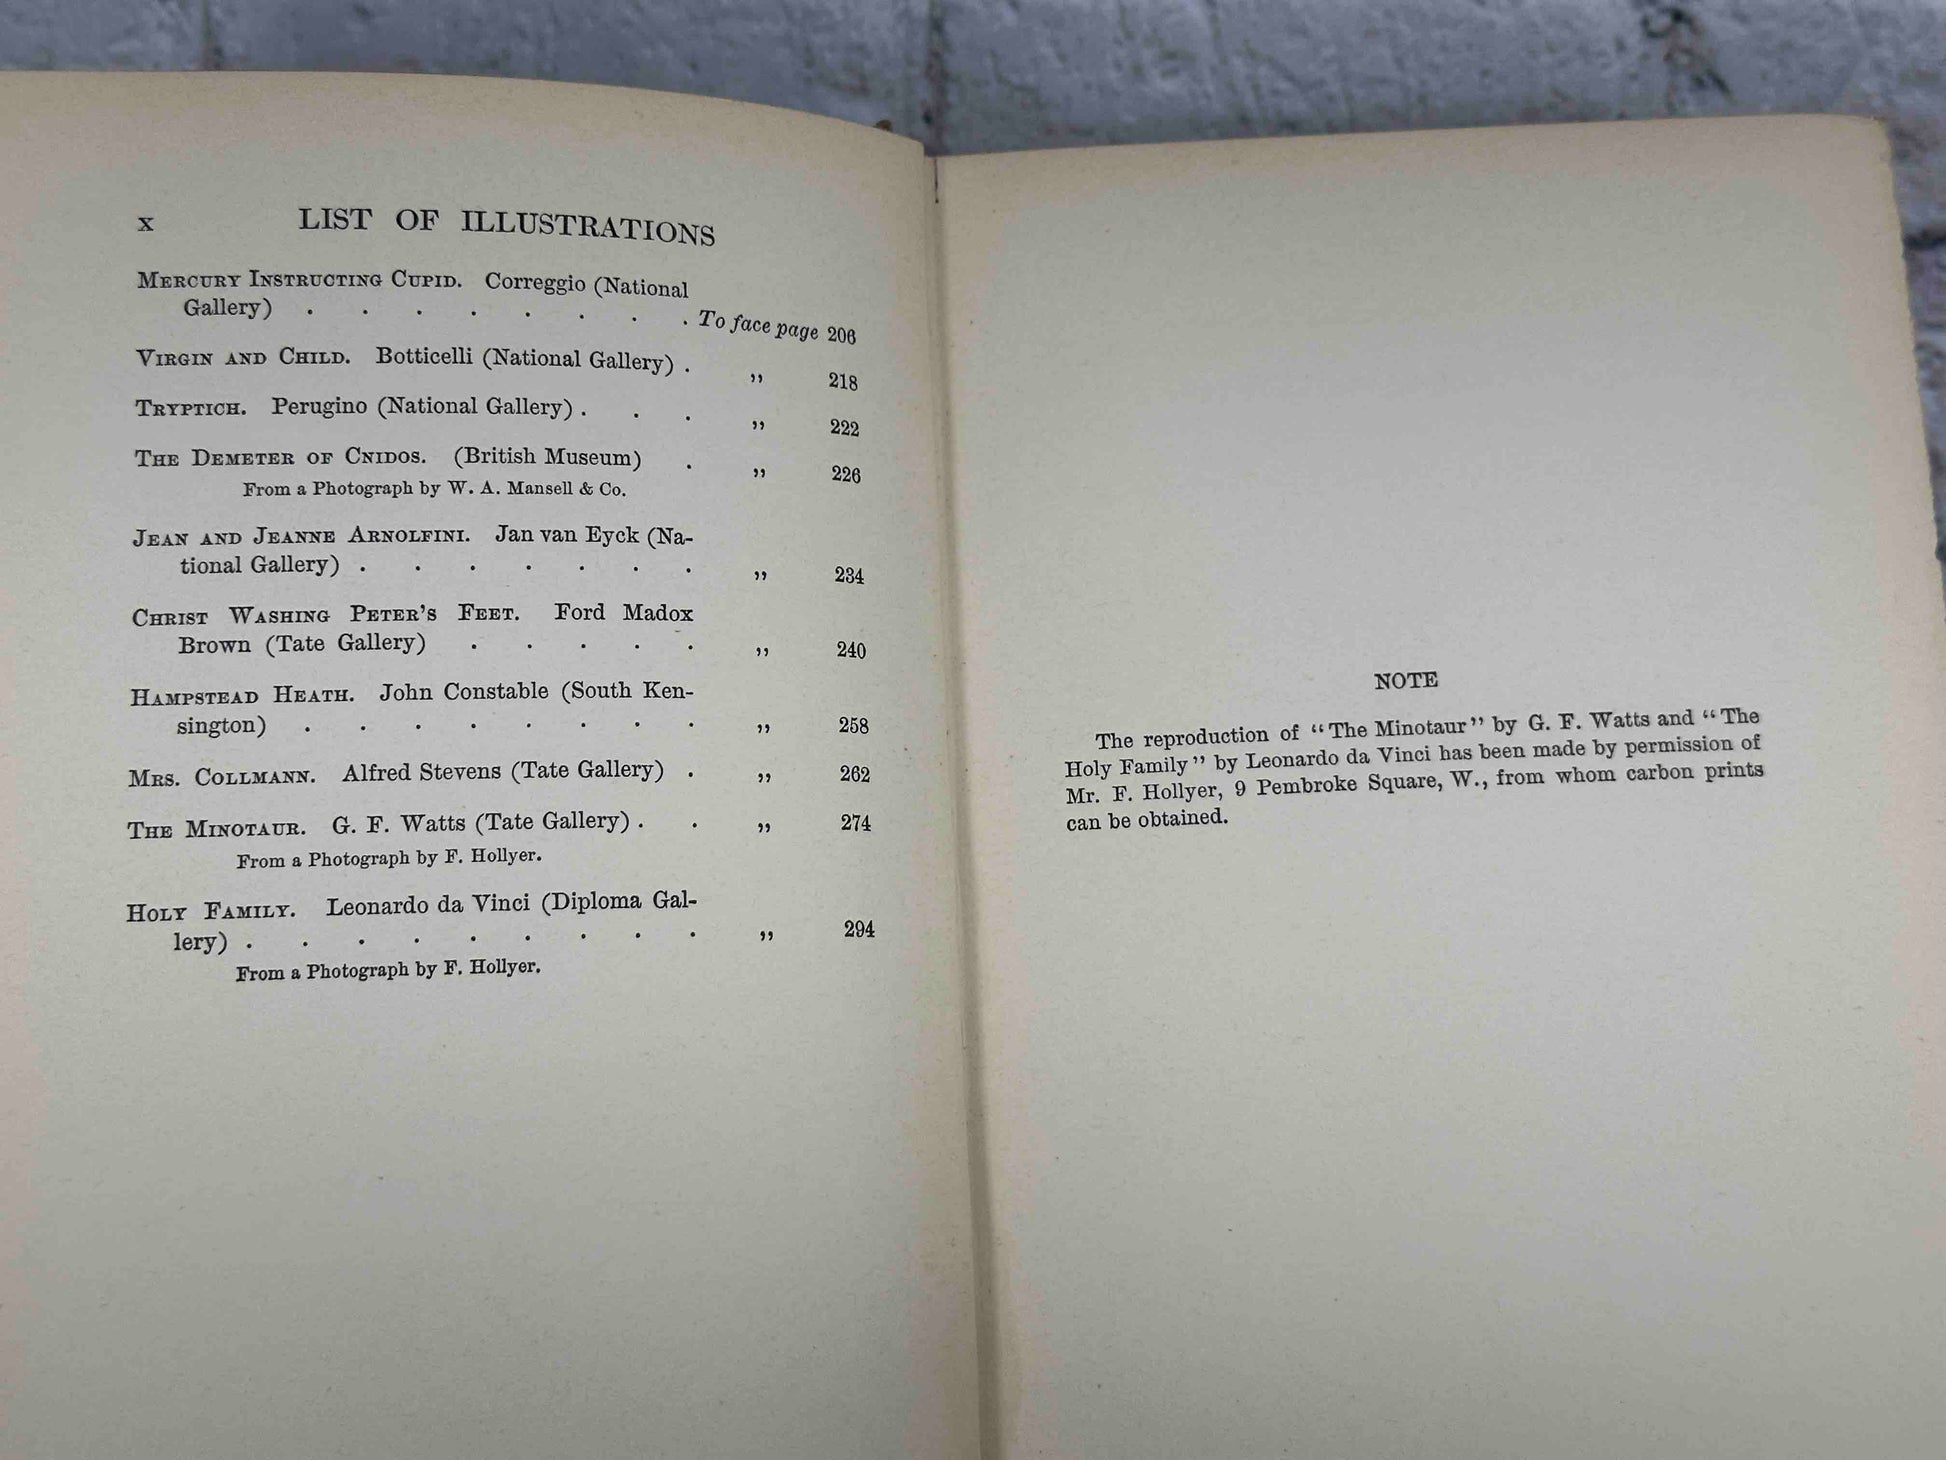 x LIST OF ILLUSTRATIONS
MERCURY INSTRUCTING CUPID. Correggio (National
Gallery) . . . . . . . . To face page 206
VIRGIN AND CHILD. Botticelli (National Gallery) . ,, 218
TRYPTICH. Perugino (National Gallery) . . . ,, 222
THE DEMETER OF CNIDOS. (British Museum) . ,, 226
From a Photograph by W. A. Mansell & Co.
JEAN AND JEANNE ARNOLFINI. Jan van Eyck (Na-
tional Gallery) . . . . . . . ,, 234
CHRIST WASHING PETER'S FEET. Ford Madox
Brown (Tate Gallery) . . . . . ,, 240
HAMPSTEAD HEATH. John Constable (South Ken-
sington) . . . . . . . . ,, 258
MRS. COLLMANN. Alfred Stevens (Tate Gallery) . ,, 262
THE MINOTAUR. G. F. Watts (Tate Gallery) . . ,, 274
From a Photograph by F. Hollyer.
HOLY FAMILY. Leonardo da Vinci (Diploma Gal-
lery) . . . . . . . . . ,, 294
From a Photograph by F. Hollyer.
NOTE
The reproduction of "The Minotaur" by G. F. Watts and "The
Holy Family" by Leonardo da Vinci has been made by permission of
Mr. F. Hollyer, 9 Pembroke Square, W., from whom carbon prints
can be obtained.